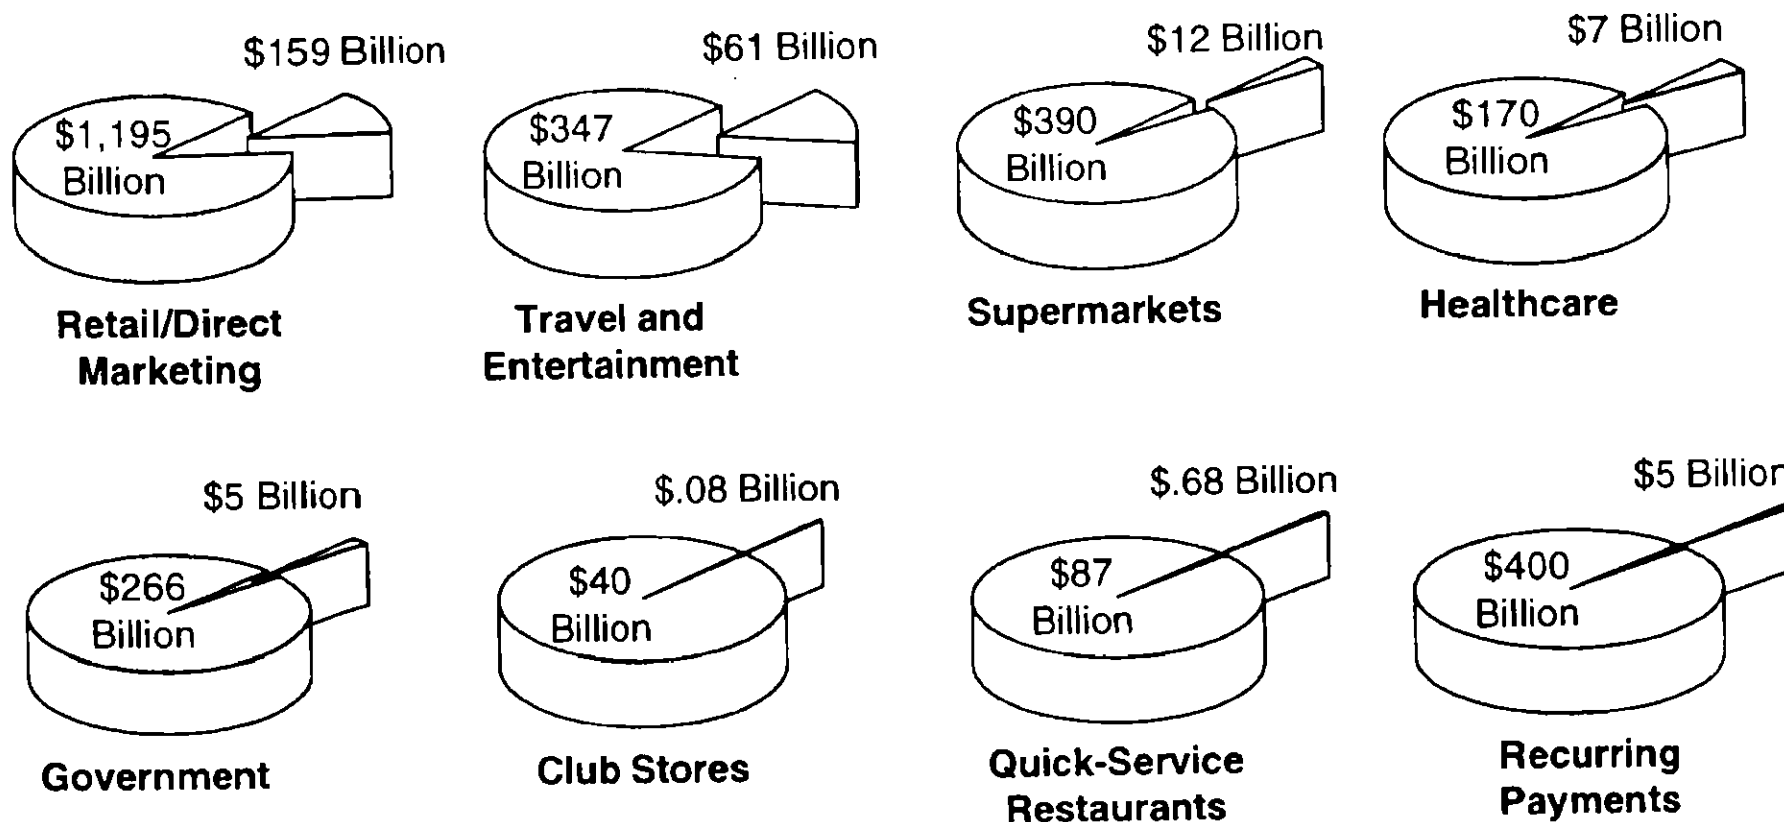 $159 Billion
$1,195
Billion
Retail/Direct
Marketing
$61 Billion
$347
Billion
Travel and
Entertainment
$12 Billion
$390
Billion
Supermarkets
$7 Billion
$170
Billion
Healthcare
$5 Billion
$266
Billion
Government
$.08 Billion
$40
Billion
Club Stores
$.68 Billion
$87
Billion
Quick-Service
Restaurants
$5 Billion
$400
Billion
Recurring
Payments